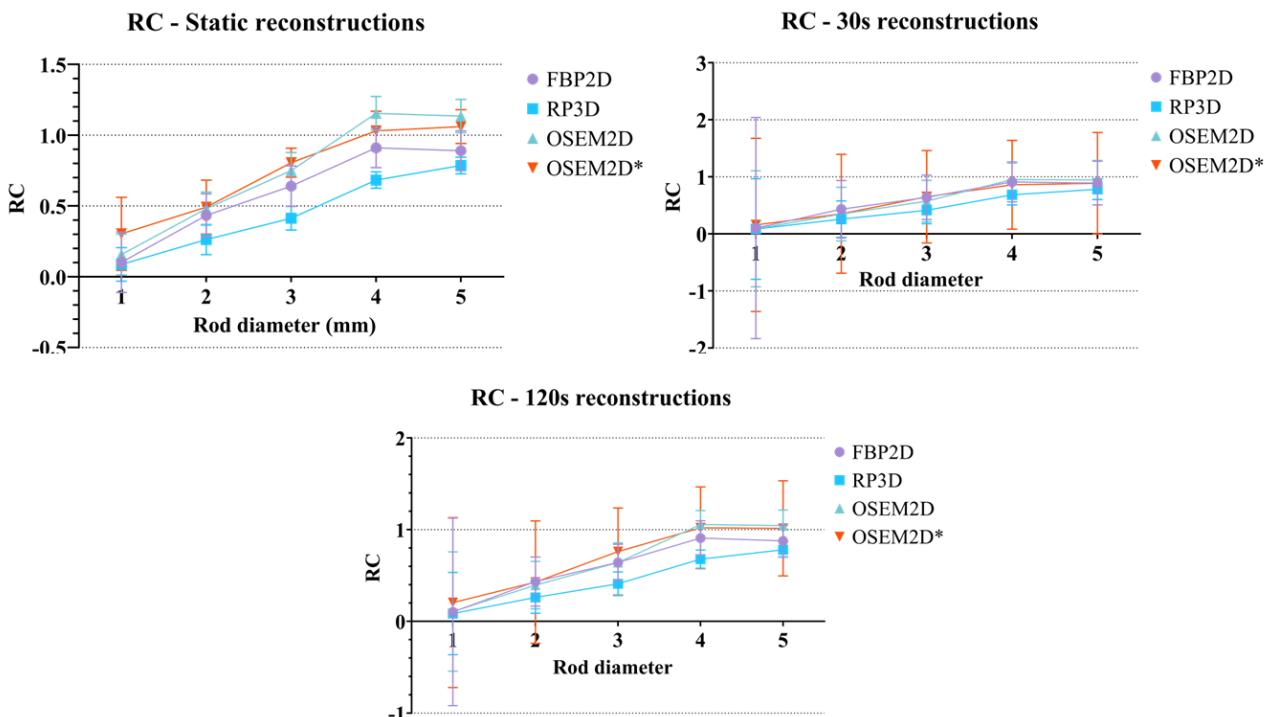 RC - Static reconstructions
1.5
1.0
0.5
0.0
-0.5
RC
1 2 3 4 5
Rod diameter (mm)
FBP2D
RP3D
OSEM2D
OSEM2D*
RC - 30s reconstructions
3
2
1
0
-1
-2
RC
1 2 3 4 5
Rod diameter
FBP2D
RP3D
OSEM2D
OSEM2D*
RC - 120s reconstructions
2
1
0
-1
RC
1 2 3 4 5
Rod diameter
FBP2D
RP3D
OSEM2D
OSEM2D*